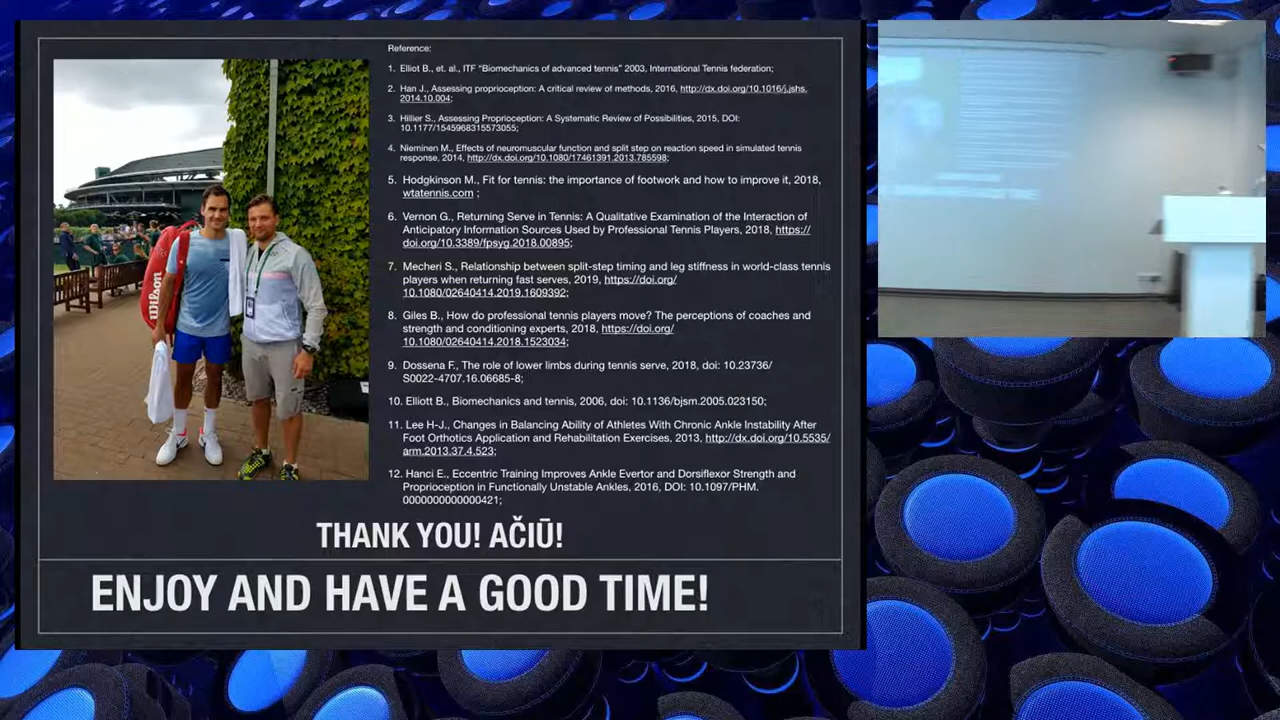 Reference:
1. Elliot B., et. al., ITF “Biomechanics of advanced tennis” 2003, International Tennis federation;
2. Han J., Assessing proprioception: A critical review of methods, 2016, http://dx.doi.org/10.1016/j.jshs.
2014.10.004;
3. Hillier S., Assessing Proprioception: A Systematic Review of Possibilities, 2015, DOI:
10.1177/1545968315573055;
4. Nieminen M., Effects of neuromuscular function and split step on reaction speed in simulated tennis
response, 2014, http://dx.doi.org/10.1080/17461391.2013.785598;
5. Hodgkinson M., Fit for tennis: the importance of footwork and how to improve it, 2018,
wtatennis.com ;
6. Vernon G., Returning Serve in Tennis: A Qualitative Examination of the Interaction of
Anticipatory Information Sources Used by Professional Tennis Players, 2018, https://
doi.org/10.3389/fpsyg.2018.00895;
7. Mecheri S., Relationship between split-step timing and leg stiffness in world-class tennis
players when returning fast serves, 2019, https://doi.org/
10.1080/02640414.2019.1609392;
8. Giles B., How do professional tennis players move? The perceptions of coaches and
strength and conditioning experts, 2018, https://doi.org/
10.1080/02640414.2018.1523034;
9. Dossena F., The role of lower limbs during tennis serve, 2018, doi: 10.23736/
S0022-4707.16.06685-8;
10. Elliott B., Biomechanics and tennis, 2006, doi: 10.1136/bjsm.2005.023150;
11. Lee H-J., Changes in Balancing Ability of Athletes With Chronic Ankle Instability After
Foot Orthotics Application and Rehabilitation Exercises, 2013, http://dx.doi.org/10.5535/
arm.2013.37.4.523;
12. Hanci E., Eccentric Training Improves Ankle Evertor and Dorsiflexor Strength and
Proprioception in Functionally Unstable Ankles, 2016, DOI: 10.1097/PHM.
0000000000000421;
Wilson
THANK YOU! AČIŪ!
ENJOY AND HAVE A GOOD TIME!